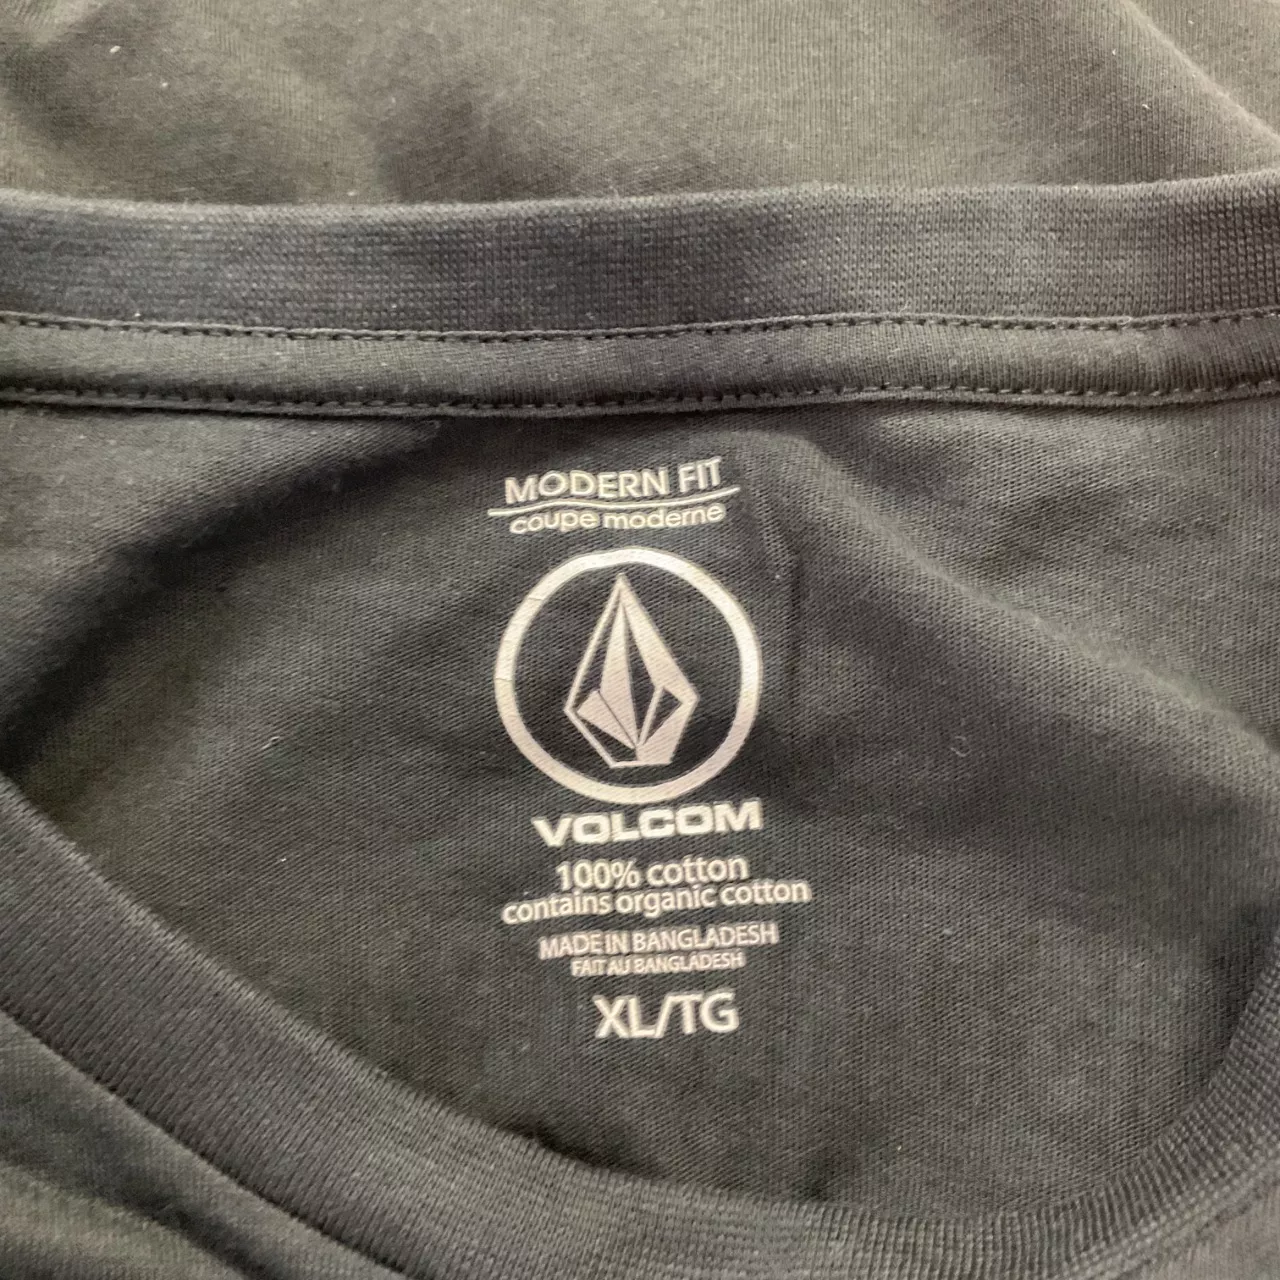 MODERN FIT
coupe moderne
VOLCOM
100% cotton
contains organic cotton
MADE IN BANGLADESH
FAIT AU BANGLADESH
XL/TG